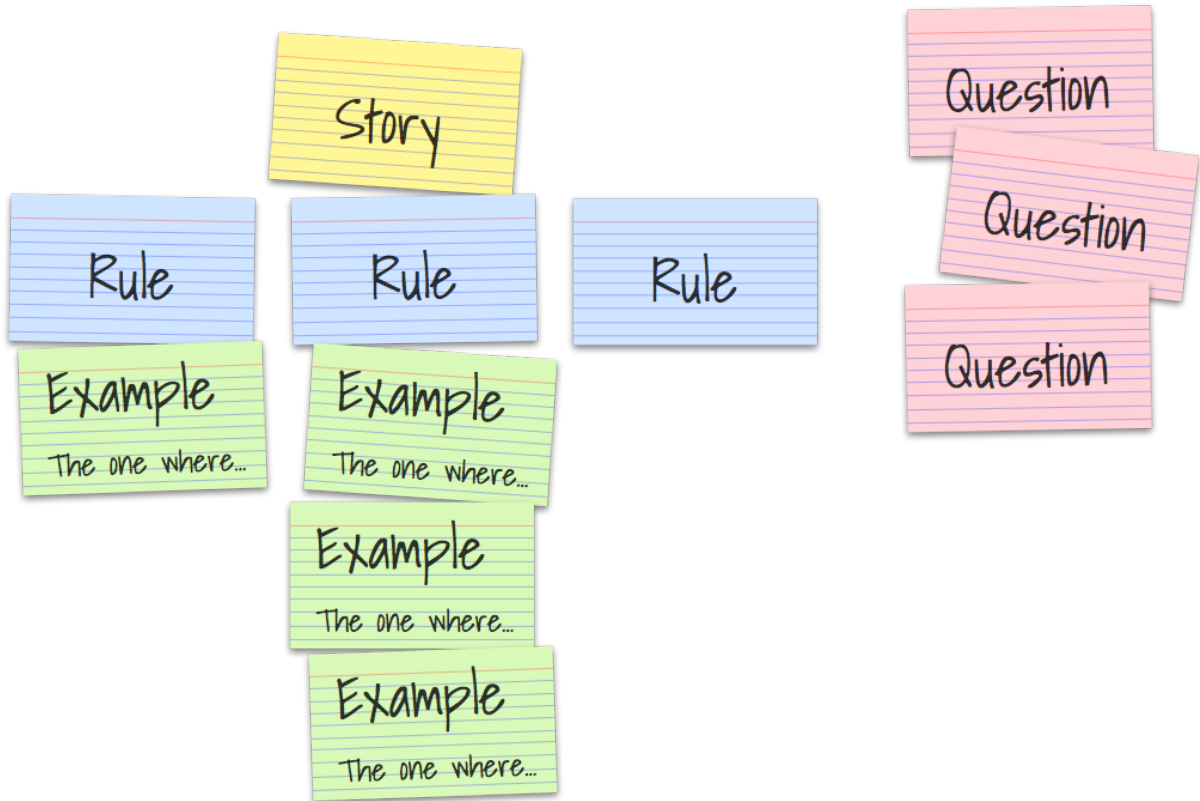 Story
Rule
Rule
Rule
Example
The one where...
Example
The one where...
Example
The one where...
Example
The one where...
Question
Question
Question